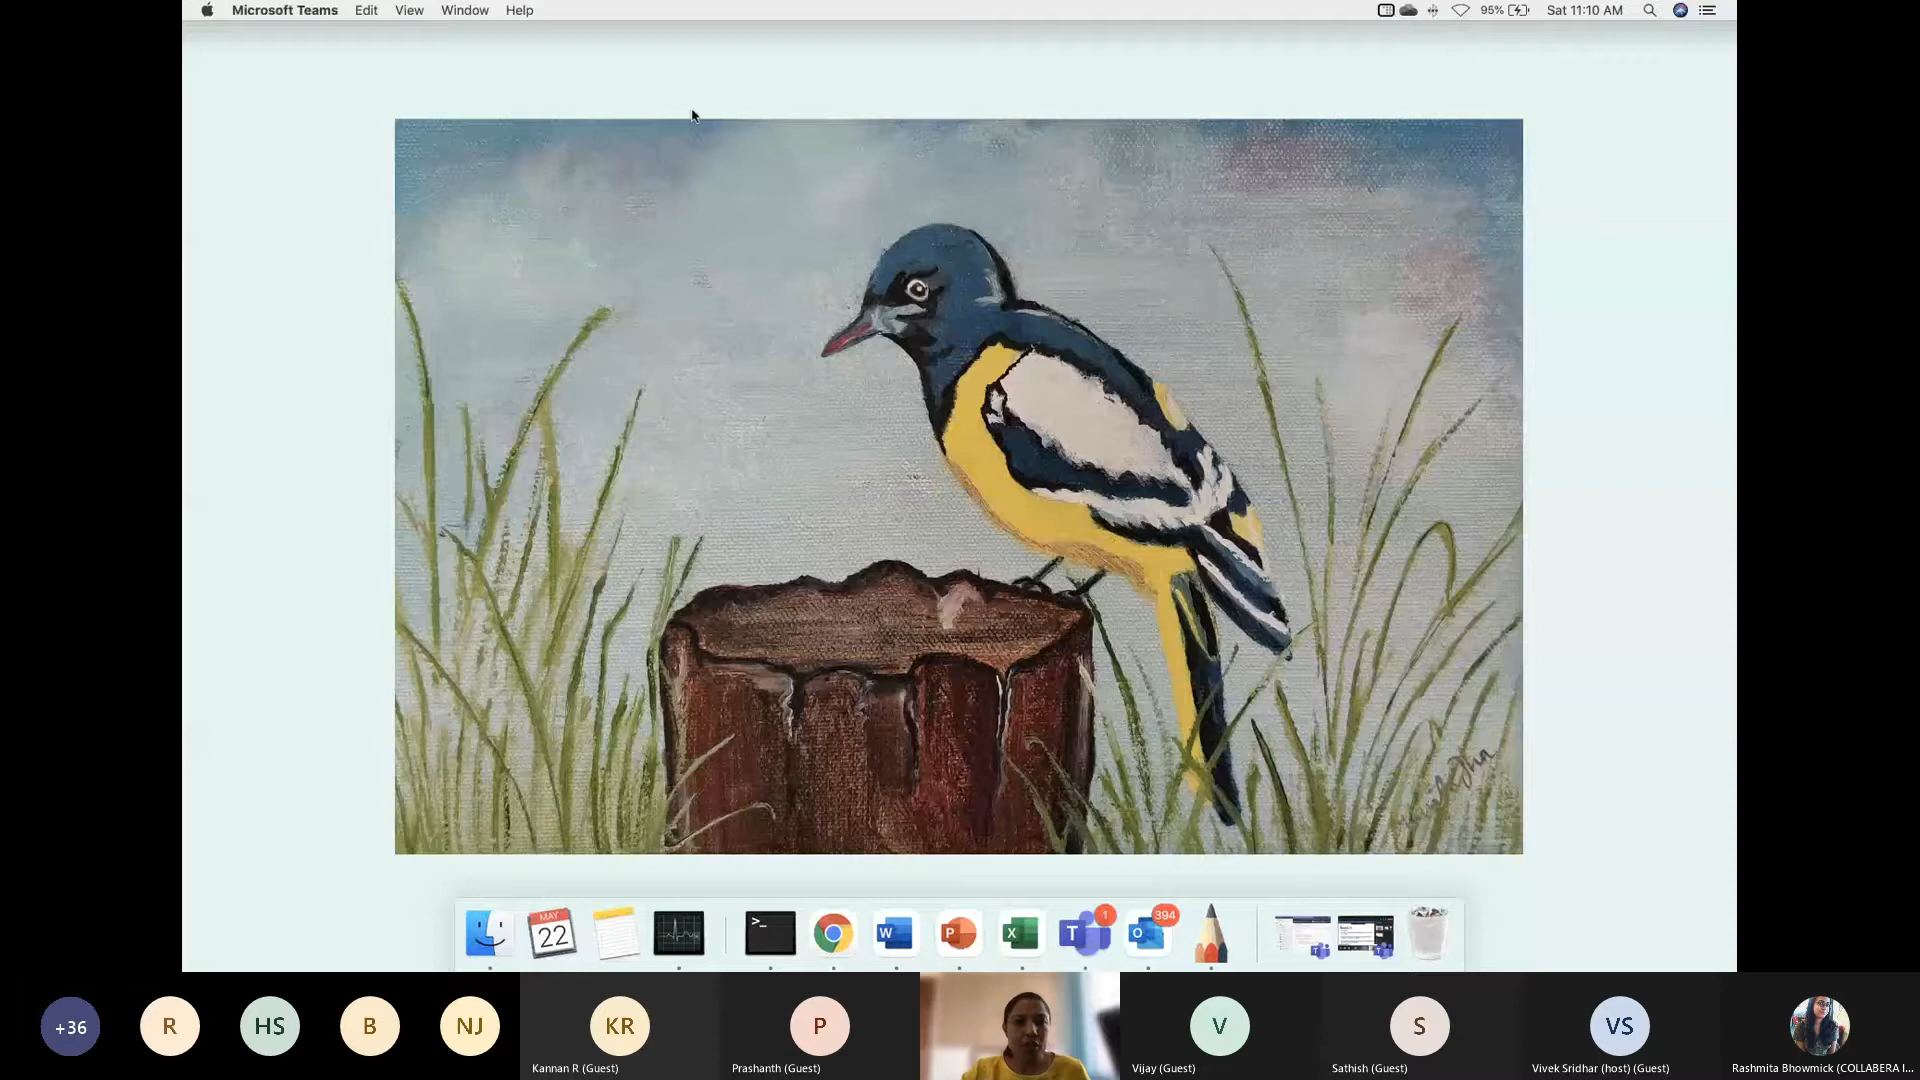 Microsoft Teams Edit View Window Help 95% Sat 11:10 AM
MAY
22
>_
W
P
X
T
1
O
394
+36
R
HS
B
NJ
KR
P
V
S
VS
Kannan R (Guest)
Prashanth (Guest)
Vijay (Guest)
Sathish (Guest)
Vivek Sridhar (host) (Guest)
Rashmita Bhowmick (COLLABERA I...